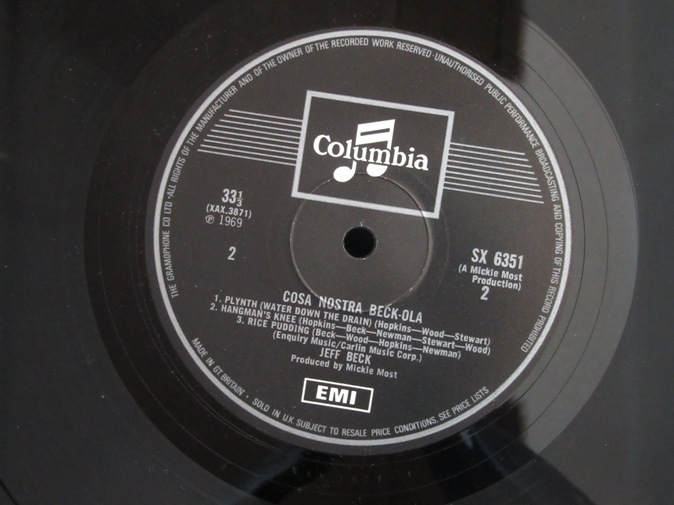 THE GRAMOPHONE CO LTD · ALL RIGHTS OF THE MANUFACTURER AND OF THE OWNER OF THE RECORDED WORK RESERVED · UNAUTHORISED PUBLIC PERFORMANCE BROADCASTING AND COPYING OF THIS RECORD PROHIBITED
Columbia
33⅓
(XAX.3871)
℗ 1969
2
SX 6351
(A Mickie Most
Production)
2
COSA NOSTRA BECK-OLA
1. PLYNTH (WATER DOWN THE DRAIN) (Hopkins—Wood—Stewart)
2. HANGMAN'S KNEE (Hopkins—Beck—Newman—Stewart—Wood)
3. RICE PUDDING (Beck—Wood—Hopkins—Newman)
(Enquiry Music/Carlin Music Corp.)
JEFF BECK
Produced by Mickie Most
EMI
MADE IN GT. BRITAIN · SOLD IN U.K SUBJECT TO RESALE PRICE CONDITIONS. SEE PRICE LISTS